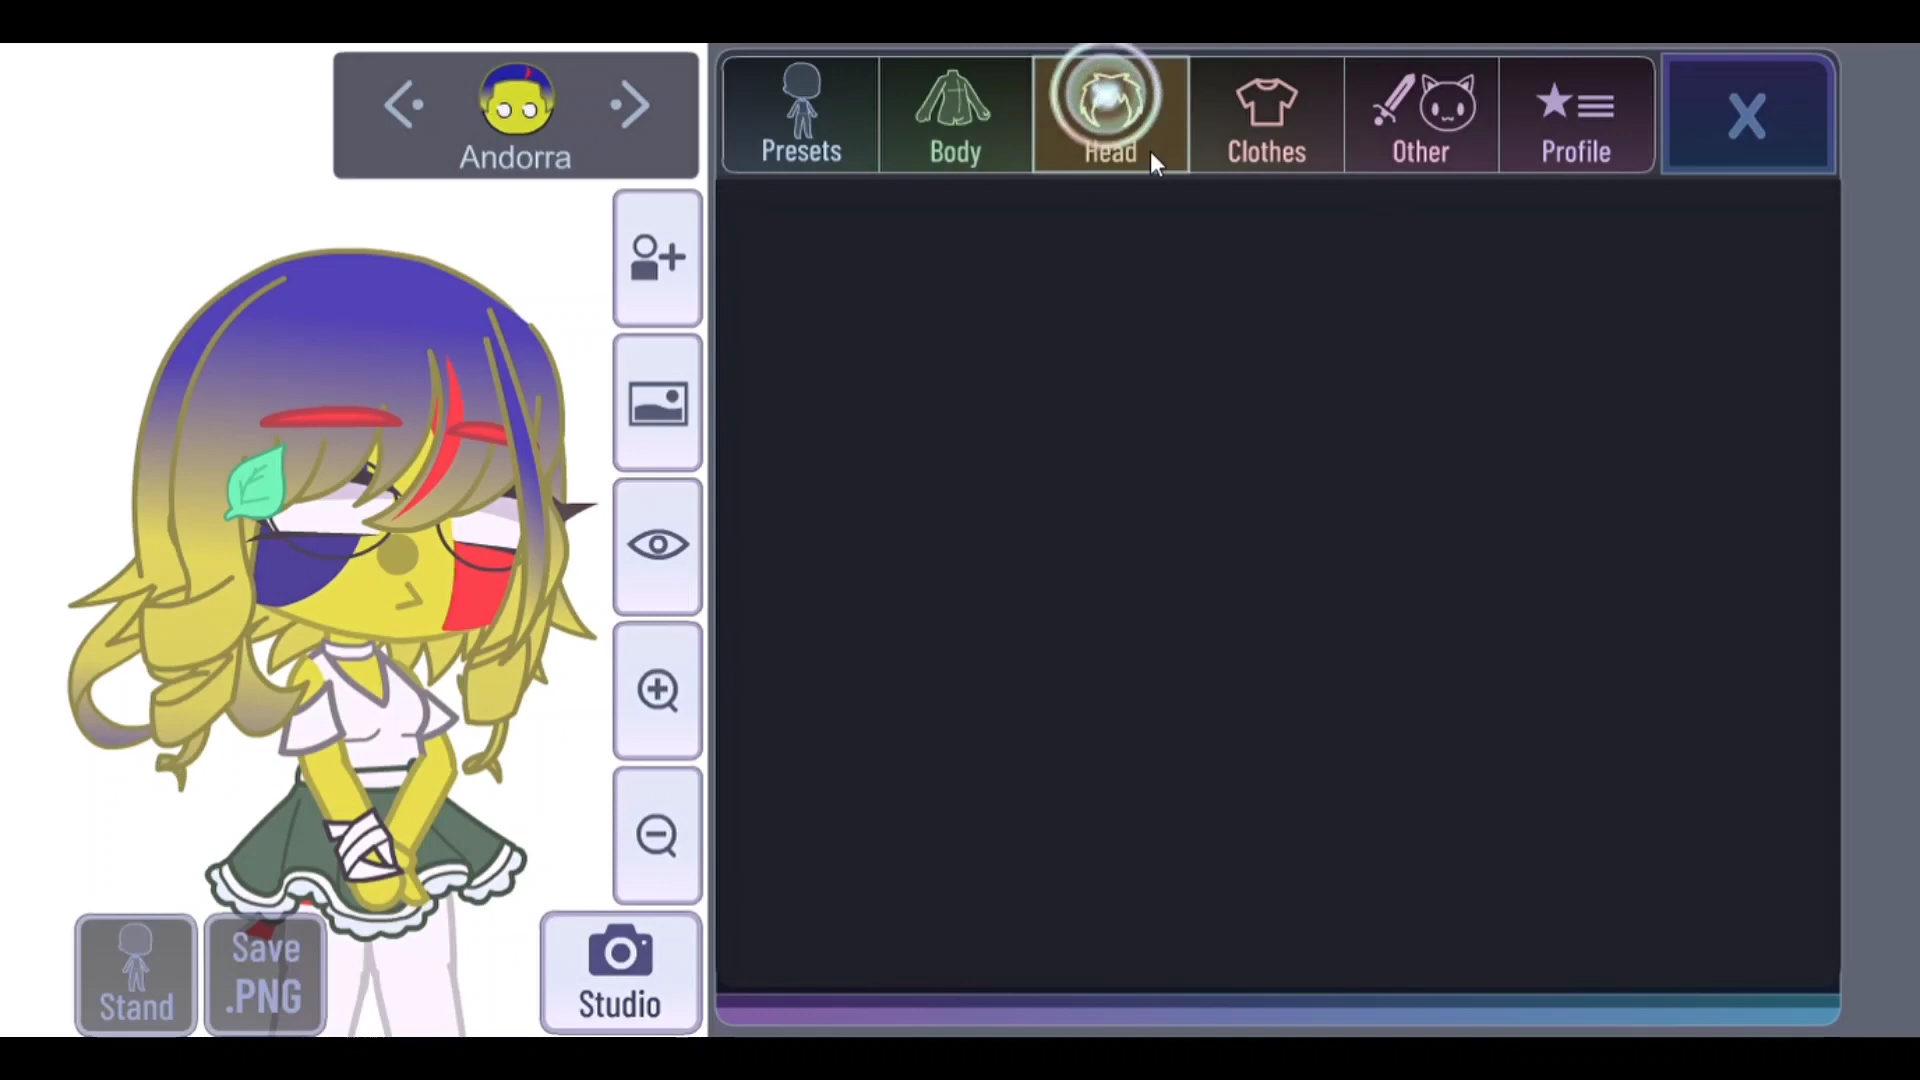 Andorra
Presets
Body
Head
Clothes
Other
Profile
X
Stand
Save
.PNG
Studio